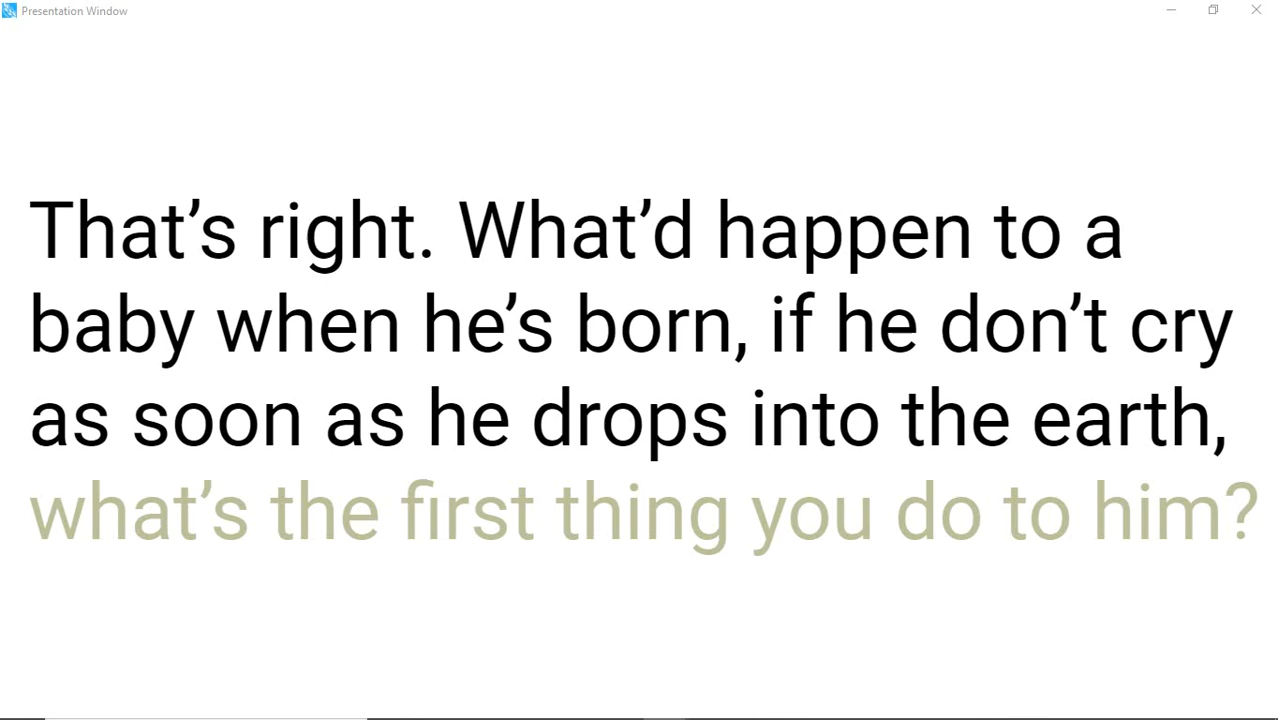 Presentation Window
That’s right. What’d happen to a
baby when he’s born, if he don’t cry
as soon as he drops into the earth,
what’s the first thing you do to him?